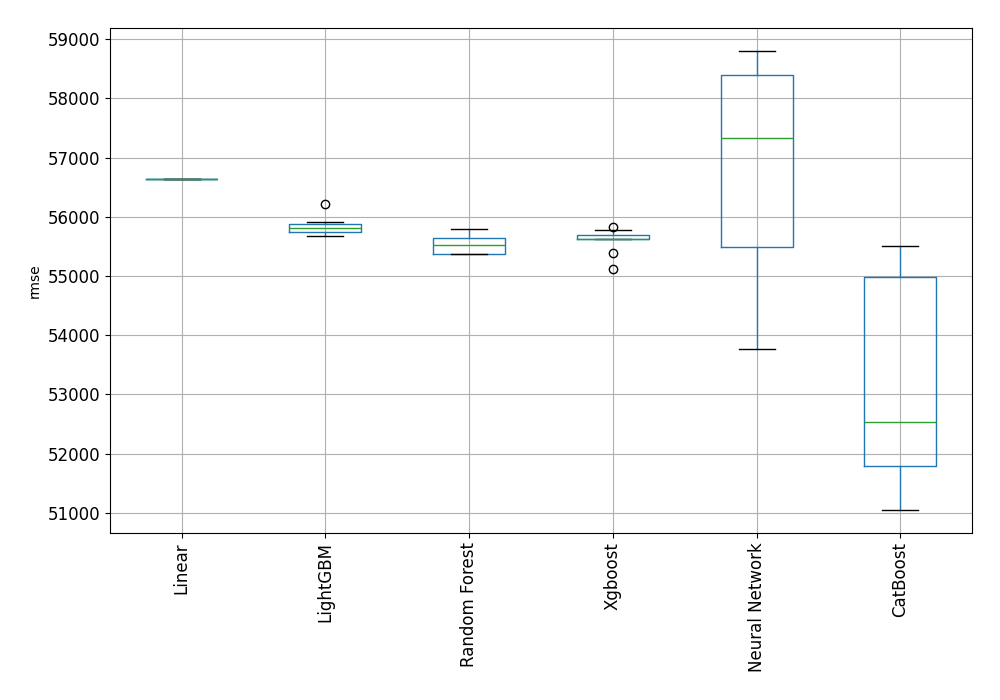 59000
58000
57000
56000
55000
54000
53000
52000
51000
rmse
Linear
LightGBM
Random Forest
Xgboost
Neural Network
CatBoost